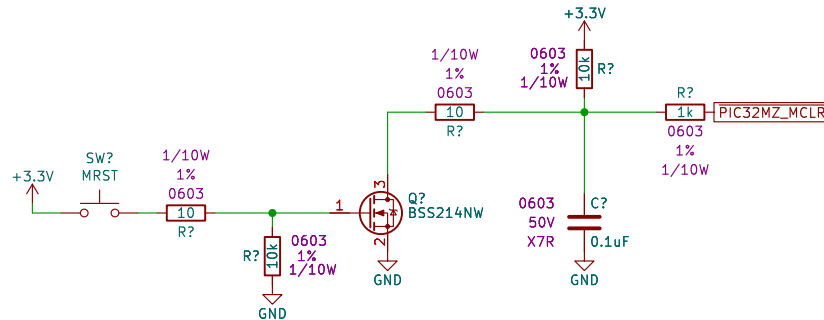 +3.3V
SW?
MRST
1/10W
1%
0603
10
R?
R?
10k
0603
1%
1/10W
GND
1
3
2
Q?
BSS214NW
GND
1/10W
1%
0603
10
R?
+3.3V
0603
1%
1/10W
10k
R?
R?
1k
0603
1%
1/10W
PIC32MZ_MCLR
0603
50V
X7R
C?
0.1uF
GND